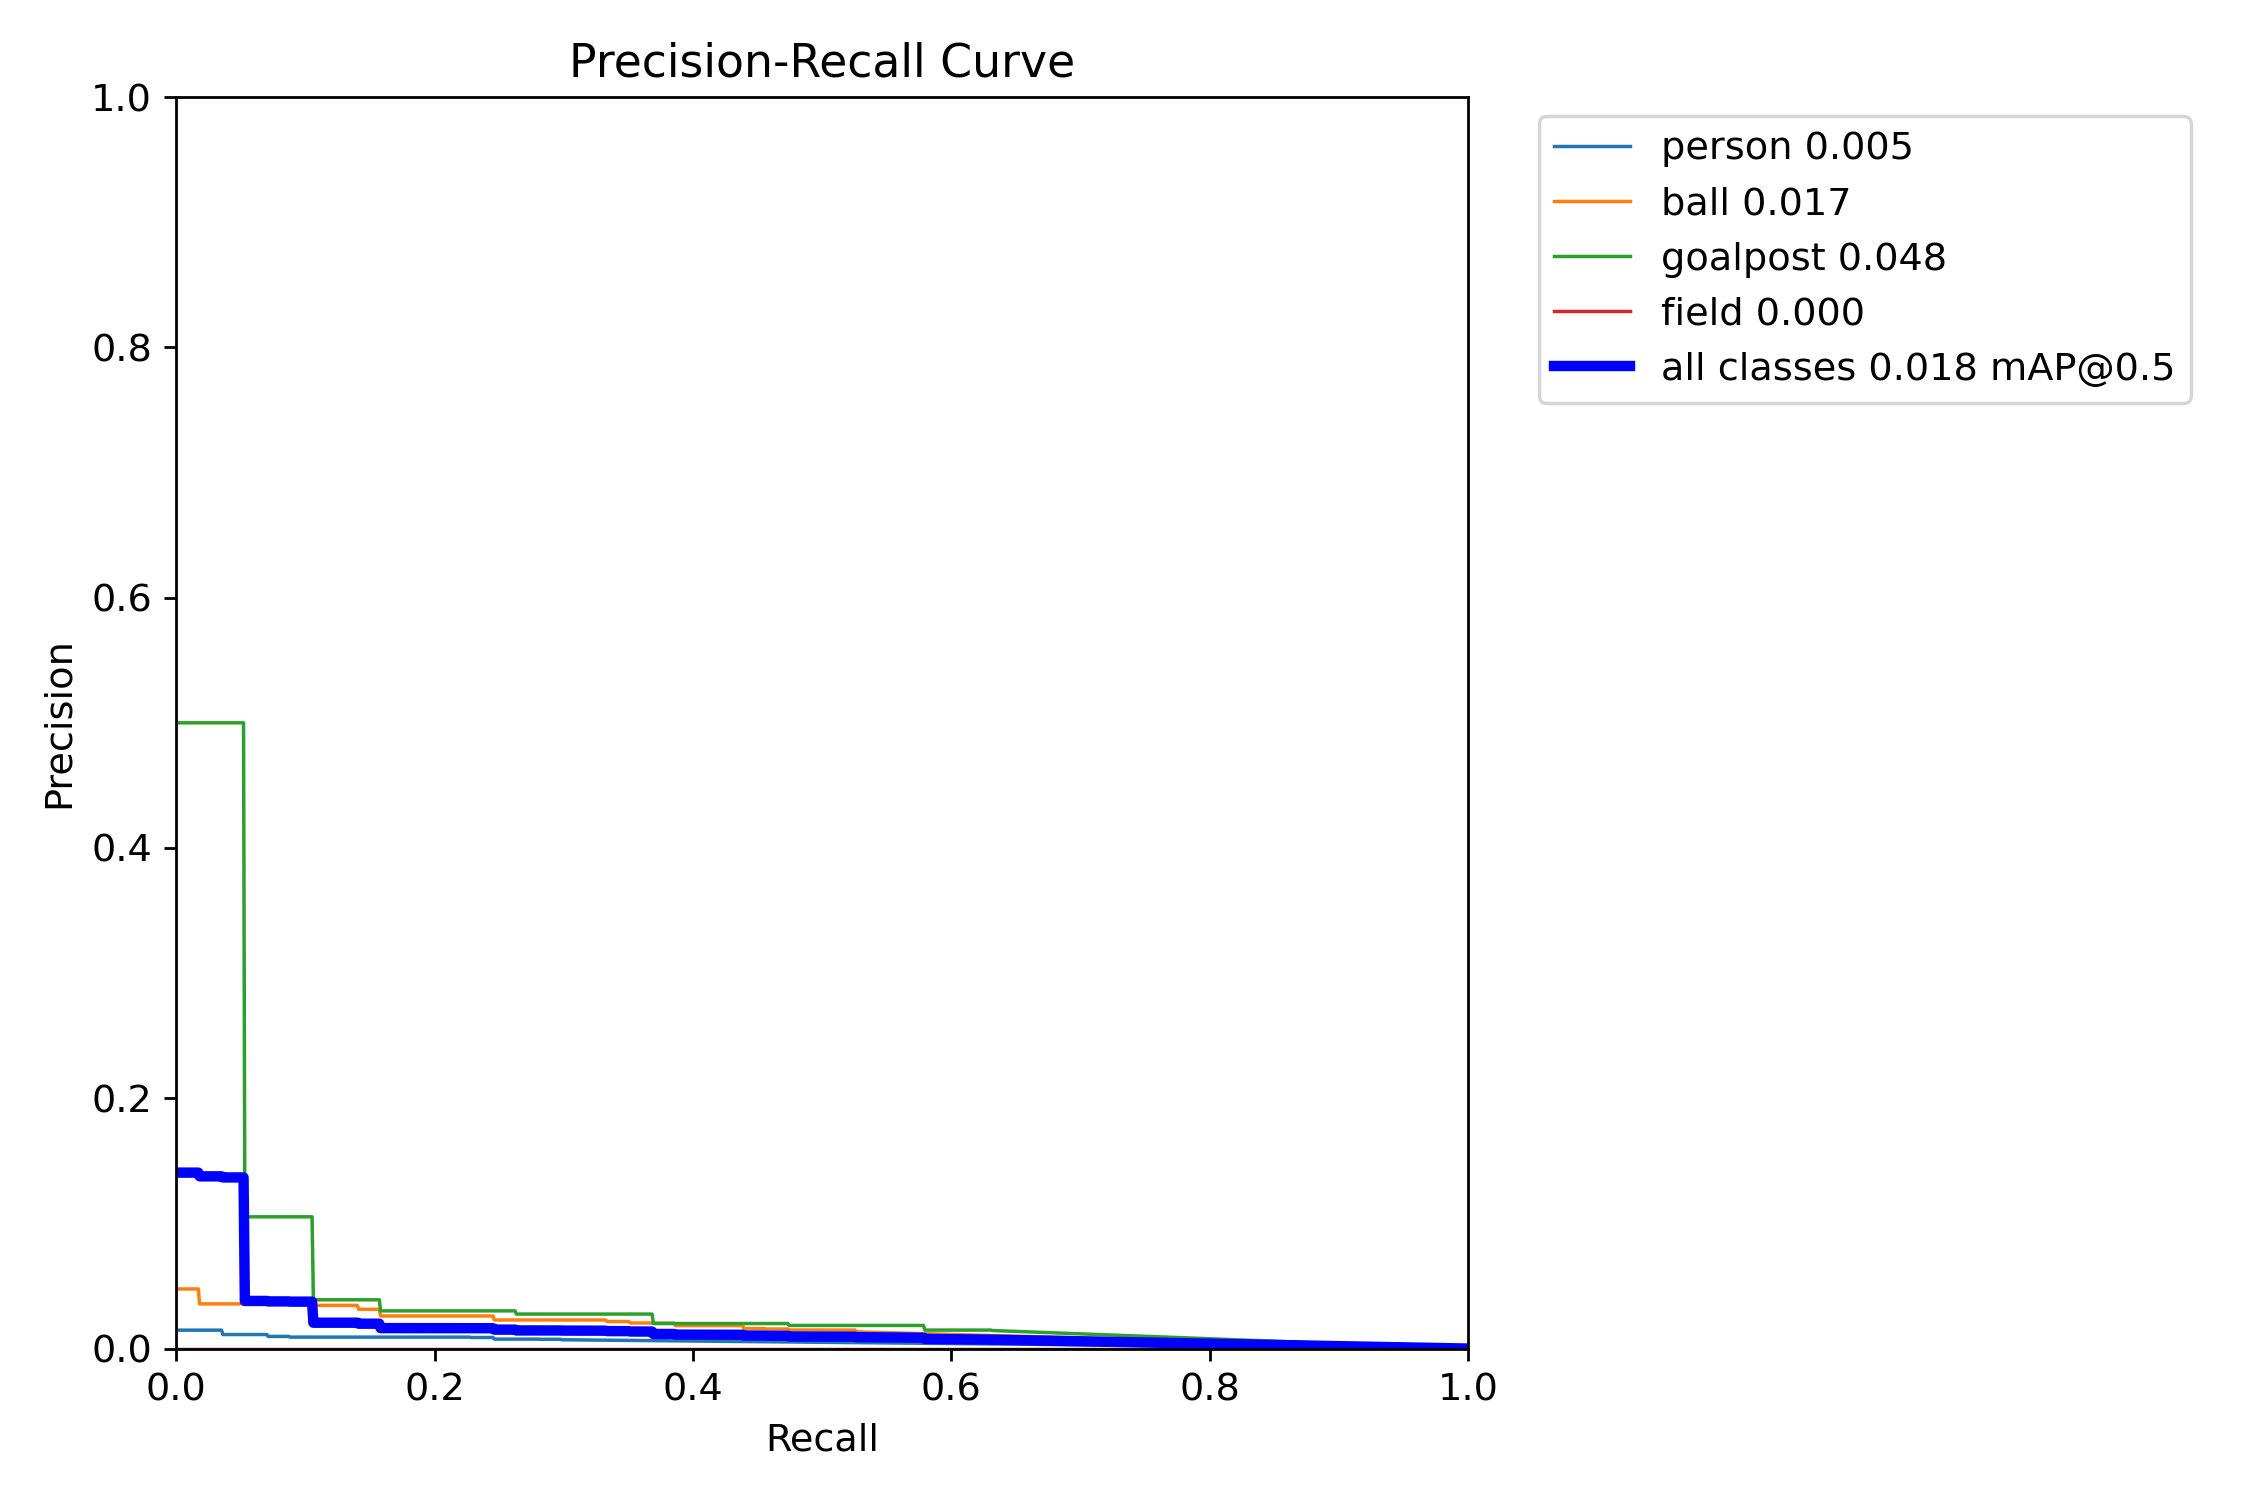 Precision-Recall Curve
1.0
0.8
0.6
0.4
0.2
0.0
Precision
0.0 0.2 0.4 0.6 0.8 1.0
Recall
person 0.005
ball 0.017
goalpost 0.048
field 0.000
all classes 0.018 mAP@0.5